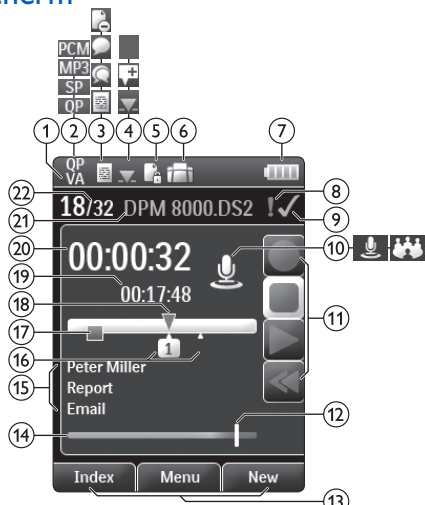 PCM
MP3
SP
QP
1 2 3 4 5 6 7
QP
VA
22 18/32 DPM 8000.DS2 !✓ 8
21 9
20 00:00:32 10
19 00:17:48
18
17 11
16 1
15 Peter Miller
Report
Email
14 12
Index Menu New
13